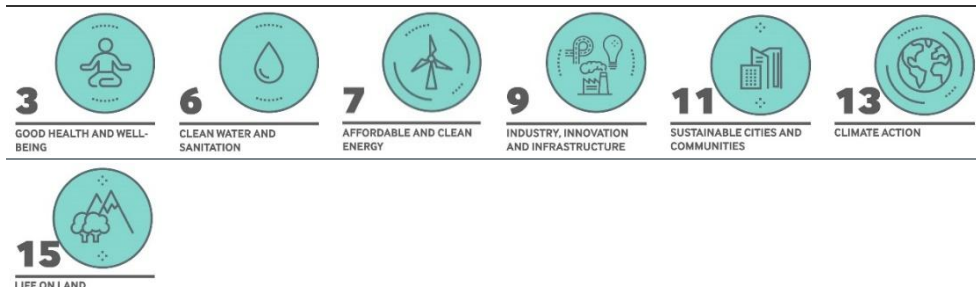 3
GOOD HEALTH AND WELL-
BEING
6
CLEAN WATER AND
SANITATION
7
AFFORDABLE AND CLEAN
ENERGY
9
INDUSTRY, INNOVATION
AND INFRASTRUCTURE
11
SUSTAINABLE CITIES AND
COMMUNITIES
13
CLIMATE ACTION
15
LIFE ON LAND